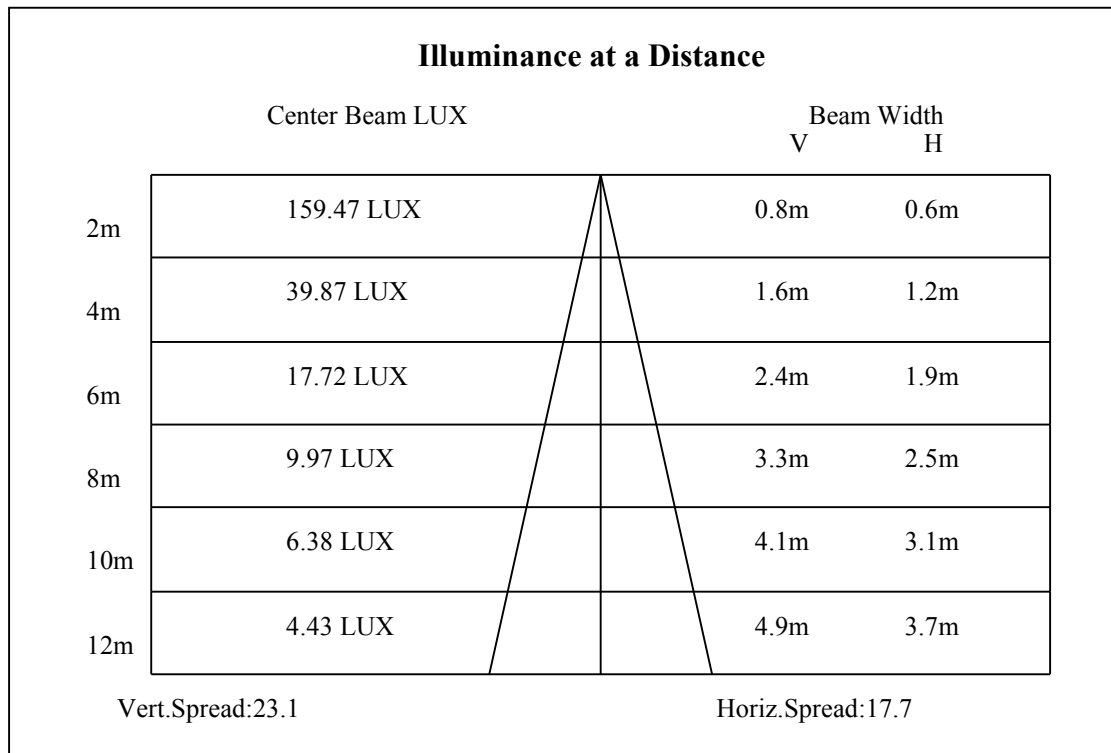 Illuminance at a Distance
Center Beam LUX Beam Width
V H
2m 159.47 LUX 0.8m 0.6m
4m 39.87 LUX 1.6m 1.2m
6m 17.72 LUX 2.4m 1.9m
8m 9.97 LUX 3.3m 2.5m
10m 6.38 LUX 4.1m 3.1m
12m 4.43 LUX 4.9m 3.7m
Vert.Spread:23.1 Horiz.Spread:17.7